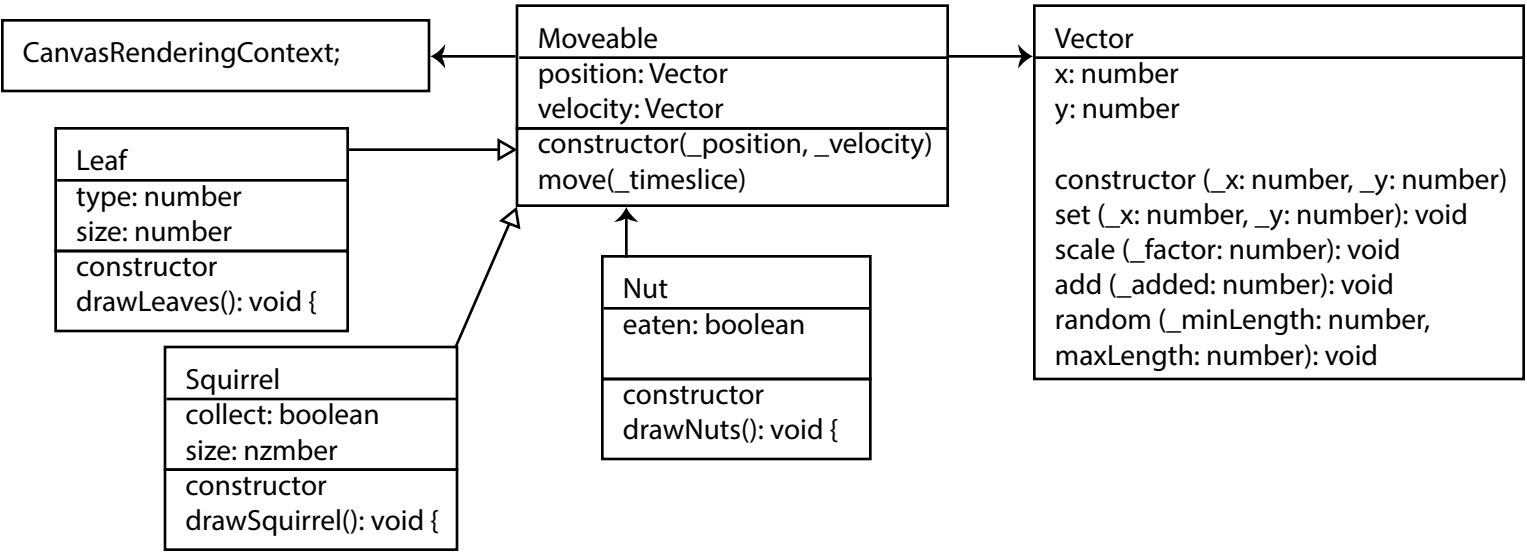 CanvasRenderingContext;
Moveable
position: Vector
velocity: Vector
constructor(_position, _velocity)
move(_timeslice)
Vector
x: number
y: number
constructor (_x: number, _y: number)
set (_x: number, _y: number): void
scale (_factor: number): void
add (_added: number): void
random (_minLength: number,
maxLength: number): void
Leaf
type: number
size: number
constructor
drawLeaves(): void {
Squirrel
collect: boolean
size: nzmber
constructor
drawSquirrel(): void {
Nut
eaten: boolean
constructor
drawNuts(): void {